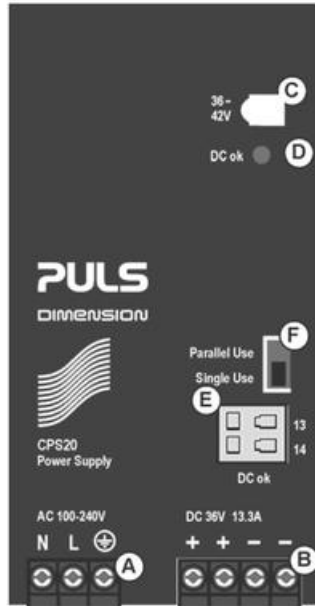 36–
42V
C
DC ok
D
PULS
DIMENSION
F
Parallel Use
Single Use
E
13
14
CPS20
Power Supply
DC ok
AC 100-240V
DC 36V 13.3A
N L
+ + – –
A
B